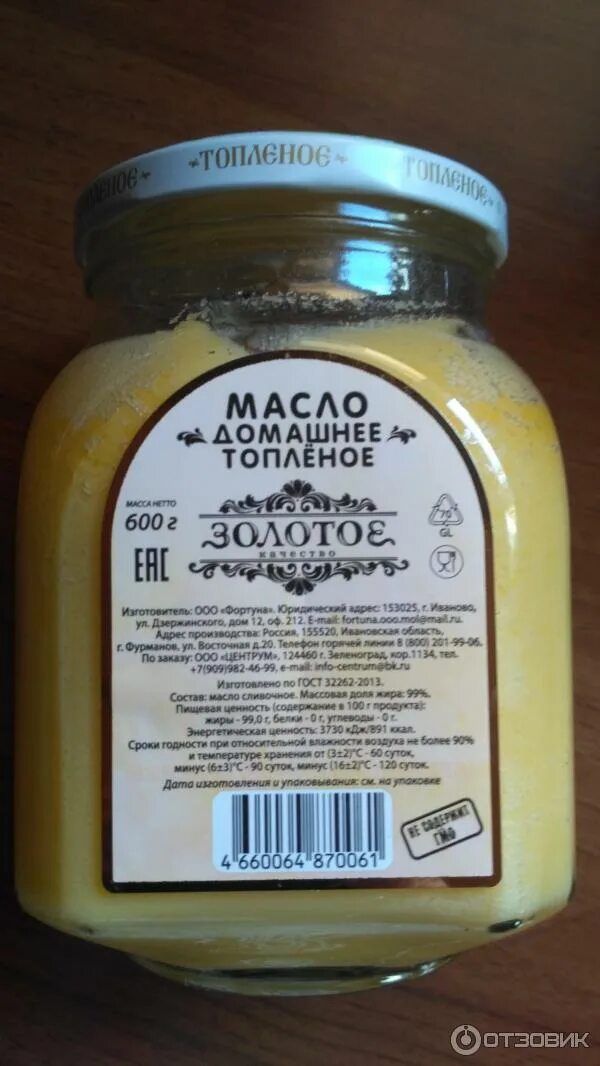 ТОПЛЕНОЕ ТОПЛЕНОЕ ТОПЛЕНОЕ
МАСЛО
ДОМАШНЕЕ
ТОПЛЁНОЕ
МАССА НЕТТО
600 г
ЗОЛОТОЕ
качество
EAC
70
GL
Изготовитель: ООО «Фортуна». Юридический адрес: 153025, г. Иваново,
ул. Дзержинского, дом 12, оф. 212. E-mail: fortuna.ooo.mol@mail.ru.
Адрес производства: Россия, 155520, Ивановская область,
г. Фурманов, ул. Восточная д.20. Телефон горячей линии 8 (800) 201-99-06.
По заказу: ООО «ЦЕНТРУМ», 124460 г. Зеленоград, кор.1134, тел.
+7(909)982-46-99, e-mail: info-centrum@bk.ru
Изготовлено по ГОСТ 32262-2013.
Состав: масло сливочное. Массовая доля жира: 99%.
Пищевая ценность (содержание в 100 г продукта):
жиры - 99,0 г, белки - 0 г, углеводы - 0 г.
Энергетическая ценность: 3730 кДж/891 ккал.
Сроки годности при относительной влажности воздуха не более 90%
и температуре хранения от (3±2)°С - 60 суток,
минус (6±3)°С - 90 суток, минус (16±2)°С - 120 суток.
Дата изготовления и упаковывания: см. на упаковке
4 660064 870061
НЕ СОДЕРЖИТ
ГМО
ОТЗОВИК